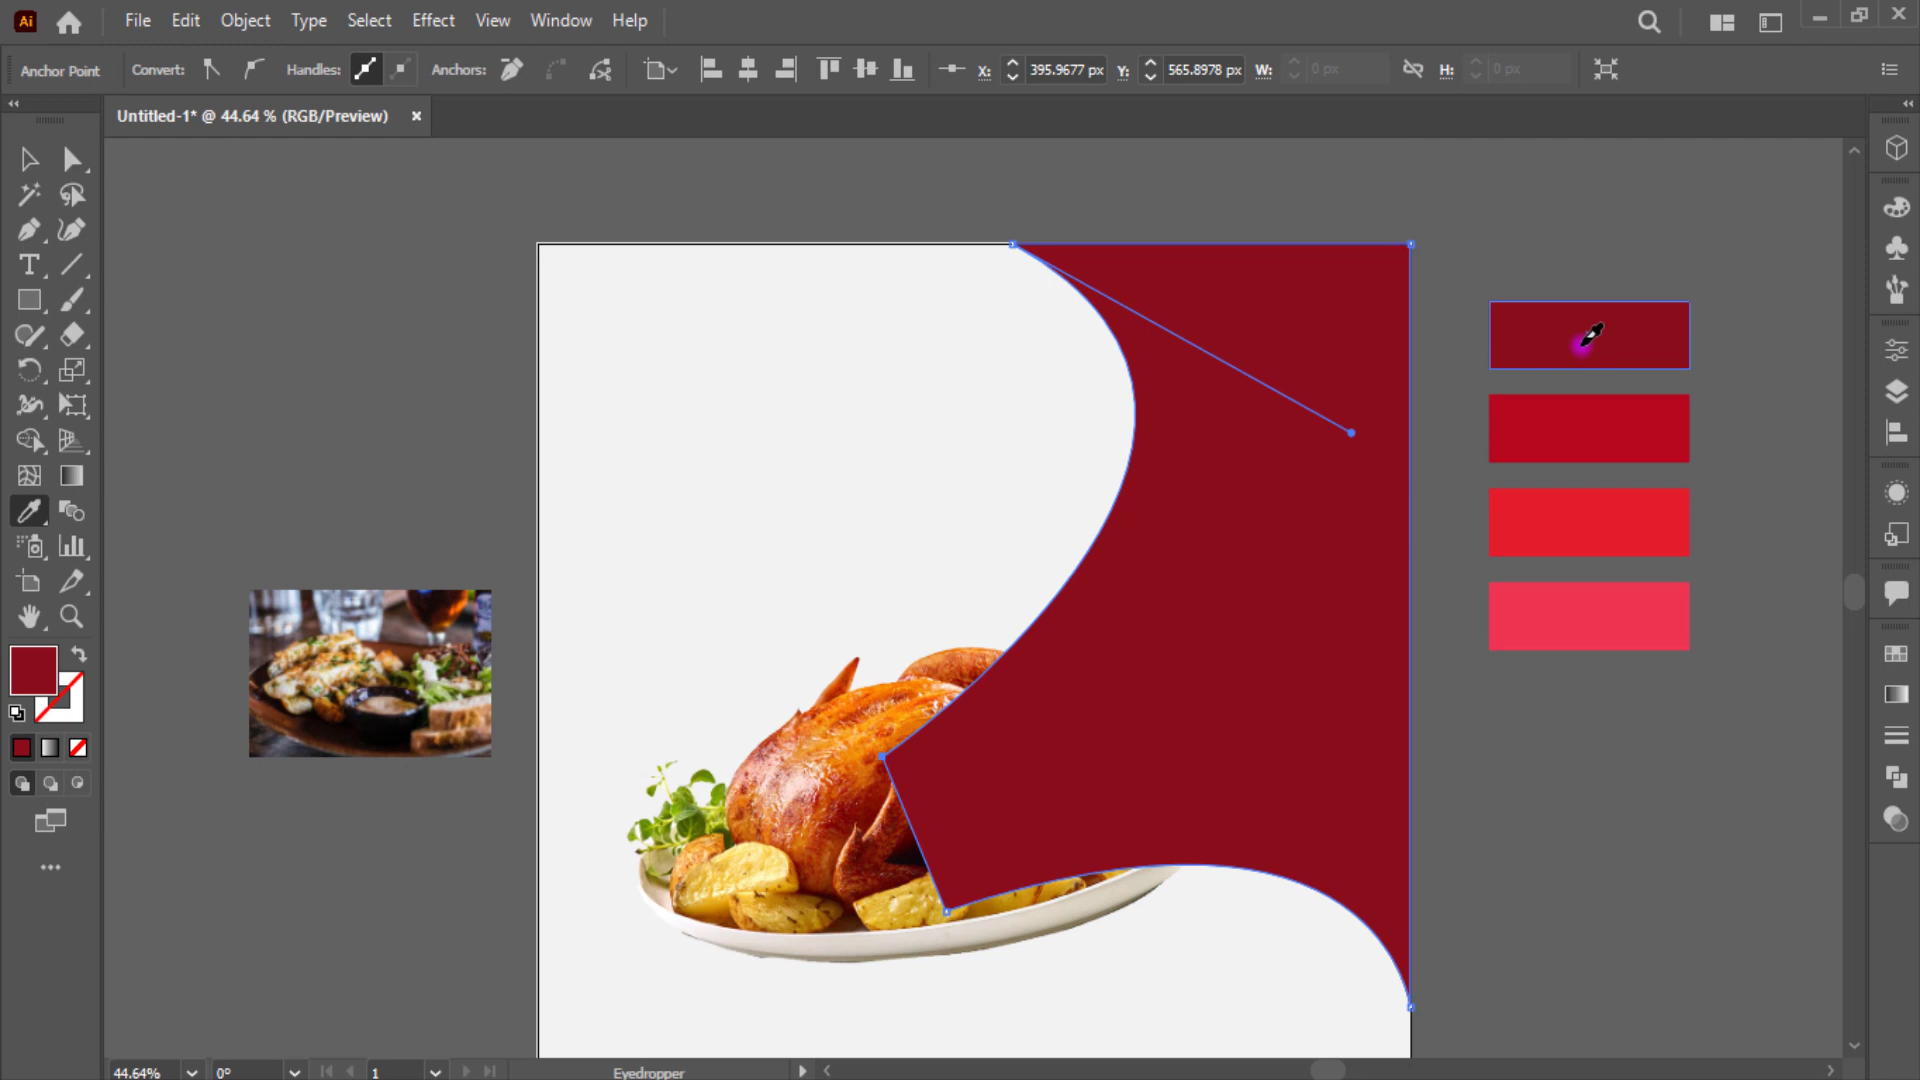 Ai File Edit Object Type Select Effect View Window Help
Anchor Point Convert: Handles: Anchors: X: 395.9677 px Y: 565.8978 px W: 0 px H: 0 px
Untitled-1* @ 44.64 % (RGB/Preview) ×
44.64% 0° 1 Eyedropper